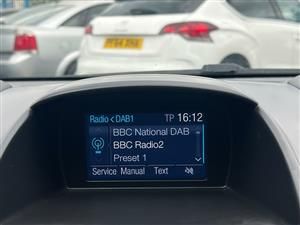 Radio < DAB1 TP 16:12
BBC National DAB
BBC Radio2
Preset 1
Service Manual Text